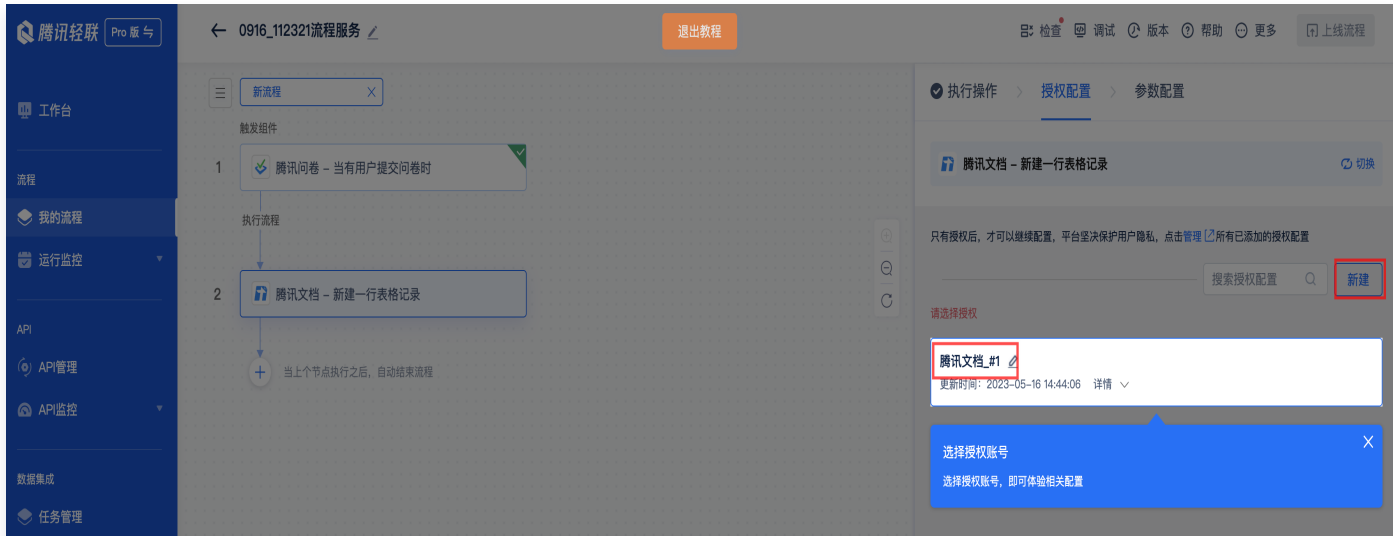 腾讯轻联 Pro 版
0916_112321流程服务
退出教程
检查 调试 版本 帮助 更多 上线流程
工作台
流程
我的流程
运行监控
API
API管理
API监控
数据集成
任务管理
新流程
触发组件
1 腾讯问卷 – 当有用户提交问卷时
执行流程
2 腾讯文档 – 新建一行表格记录
当上个节点执行之后，自动结束流程
执行操作 授权配置 参数配置
腾讯文档 – 新建一行表格记录 切换
只有授权后，才可以继续配置，平台坚决保护用户隐私，点击管理所有已添加的授权配置
搜索授权配置 新建
请选择授权
腾讯文档_#1
更新时间：2023-05-16 14:44:06 详情
选择授权账号
选择授权账号，即可体验相关配置